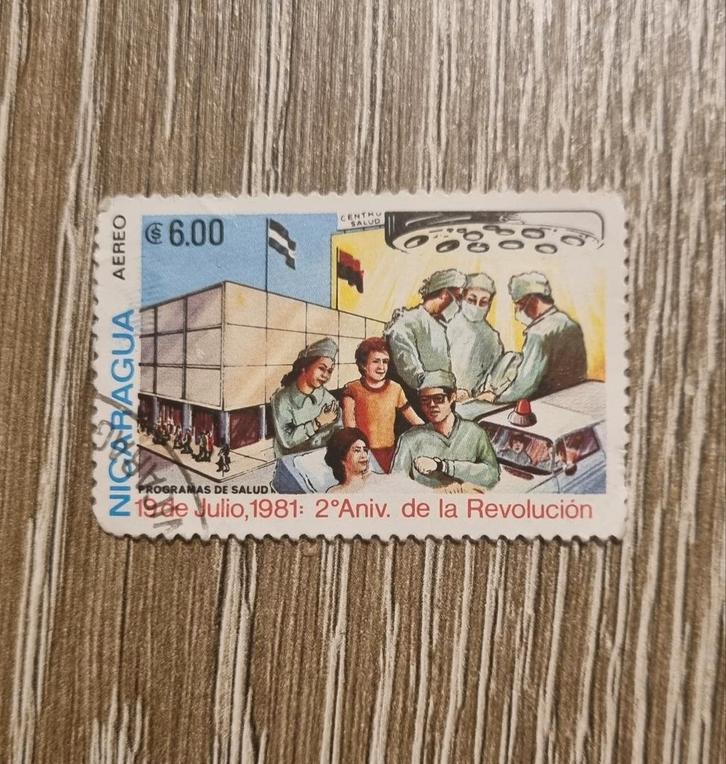 NICARAGUA AEREO
C$ 6.00
CENTRO
SALUD
PROGRAMAS DE SALUD
19 de Julio, 1981: 2° Aniv. de la Revolución